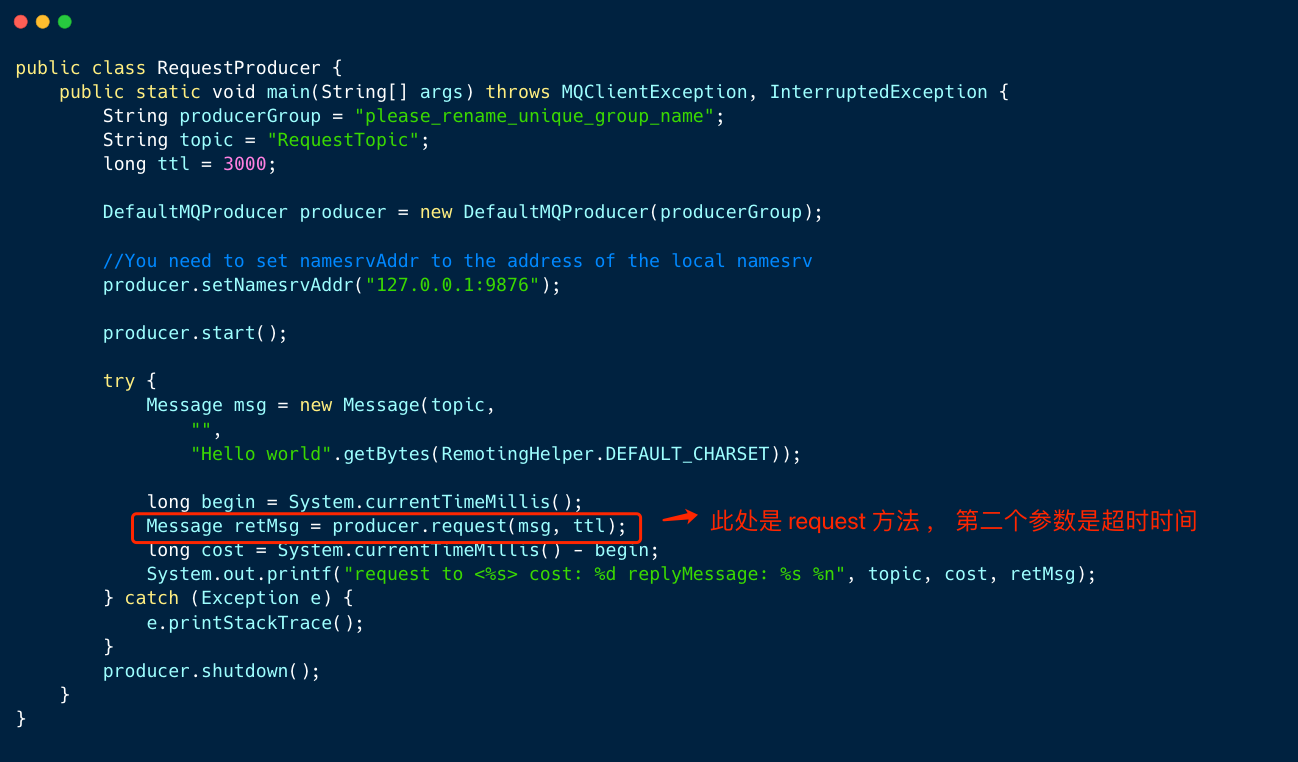 public class RequestProducer {
    public static void main(String[] args) throws MQClientException, InterruptedException {
        String producerGroup = "please_rename_unique_group_name";
        String topic = "RequestTopic";
        long ttl = 3000;

        DefaultMQProducer producer = new DefaultMQProducer(producerGroup);

        //You need to set namesrvAddr to the address of the local namesrv
        producer.setNamesrvAddr("127.0.0.1:9876");

        producer.start();

        try {
            Message msg = new Message(topic,
                "",
                "Hello world".getBytes(RemotingHelper.DEFAULT_CHARSET));

            long begin = System.currentTimeMillis();
            Message retMsg = producer.request(msg, ttl); 此处是 request 方法 ， 第二个参数是超时时间
            long cost = System.currentTimeMillis() - begin;
            System.out.printf("request to <%s> cost: %d replyMessage: %s %n", topic, cost, retMsg);
        } catch (Exception e) {
            e.printStackTrace();
        }
        producer.shutdown();
    }
}